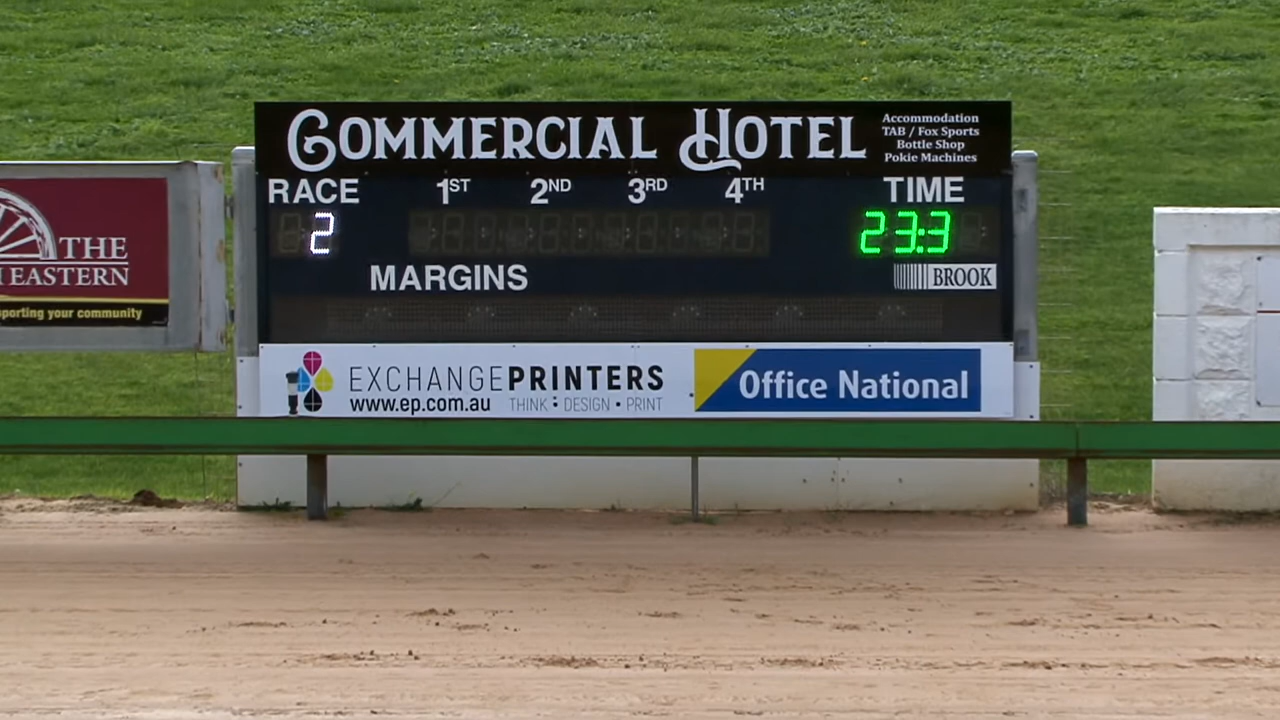 COMMERCIAL HOTEL
Accommodation
TAB / Fox Sports
Bottle Shop
Pokie Machines
RACE 1ST 2ND 3RD 4TH TIME
2 23:3
MARGINS
BROOK
THE
EASTERN
porting your community
EXCHANGEPRINTERS
www.ep.com.au THINK • DESIGN • PRINT
Office National